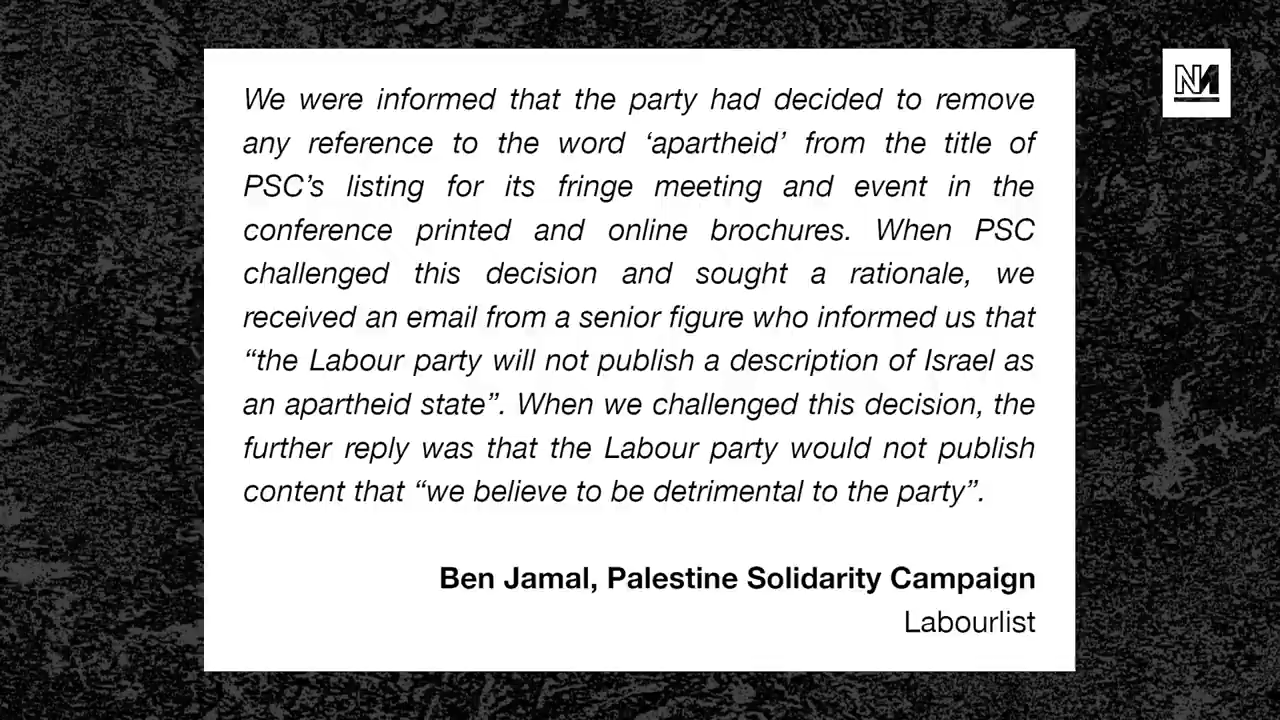 We were informed that the party had decided to remove
any reference to the word ‘apartheid’ from the title of
PSC’s listing for its fringe meeting and event in the
conference printed and online brochures. When PSC
challenged this decision and sought a rationale, we
received an email from a senior figure who informed us that
“the Labour party will not publish a description of Israel as
an apartheid state”. When we challenged this decision, the
further reply was that the Labour party would not publish
content that “we believe to be detrimental to the party”.
Ben Jamal, Palestine Solidarity Campaign
Labourlist
NM